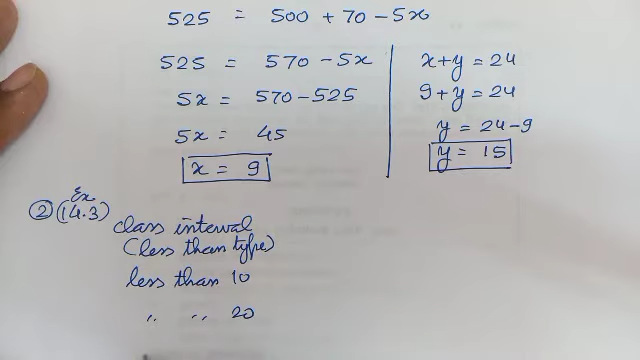 525 = 500 + 70 - 5x
525 = 570 - 5x
5x = 570 - 525
5x = 45
x = 9
x + y = 24
9 + y = 24
y = 24 - 9
y = 15
② Ex (14.3) class interval
(less than type)
less than 10
〃 〃 20